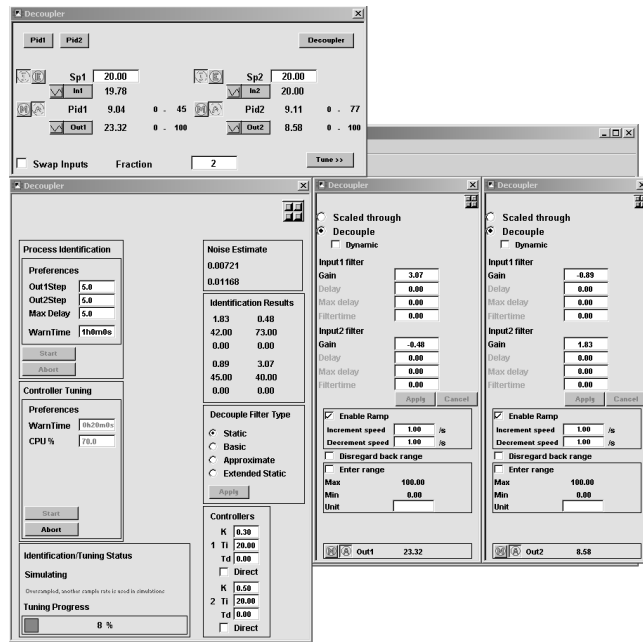 Decoupler
Pid1 Pid2 Decoupler
Sp1 20.00 Sp2 20.00
In1 19.78 In2 20.00
M A Pid1 9.04 0 - 45 M A Pid2 9.11 0 - 77
Out1 23.32 0 - 100 Out2 8.58 0 - 100
Swap Inputs Fraction 2 Tune >>
Decoupler
Process Identification
Preferences
Out1Step 5.0
Out2Step 5.0
Max Delay 5.0
WarnTime 1h0m0s
Start
Abort
Controller Tuning
Preferences
WarnTime 0h20m0s
CPU % 70.0
Start
Abort
Identification/Tuning Status
Simulating
Oversampled, another sample rate is used in simulations
Tuning Progress
8 %
Noise Estimate
0.00721
0.01168
Identification Results
1.83 0.48
42.00 73.00
0.00 0.00
0.89 3.07
45.00 40.00
0.00 0.00
Decouple Filter Type
Static
Basic
Approximate
Extended Static
Apply
Controllers
K 0.30
1 Ti 20.00
Td 0.00
Direct
K 0.50
2 Ti 20.00
Td 0.00
Direct
Decoupler
Scaled through
Decouple
Dynamic
Input1 filter
Gain 3.07
Delay 0.00
Max delay 0.00
Filtertime 0.00
Input2 filter
Gain -0.48
Delay 0.00
Max delay 0.00
Filtertime 0.00
Apply Cancel
Enable Ramp
Increment speed 1.00 /s
Decrement speed 1.00 /s
Disregard back range
Enter range
Max 100.00
Min 0.00
Unit
M A Out1 23.32
Decoupler
Scaled through
Decouple
Dynamic
Input1 filter
Gain -0.89
Delay 0.00
Max delay 0.00
Filtertime 0.00
Input2 filter
Gain 1.83
Delay 0.00
Max delay 0.00
Filtertime 0.00
Apply Cancel
Enable Ramp
Increment speed 1.00 /s
Decrement speed 1.00 /s
Disregard back range
Enter range
Max 100.00
Min 0.00
Unit
M A Out2 8.58